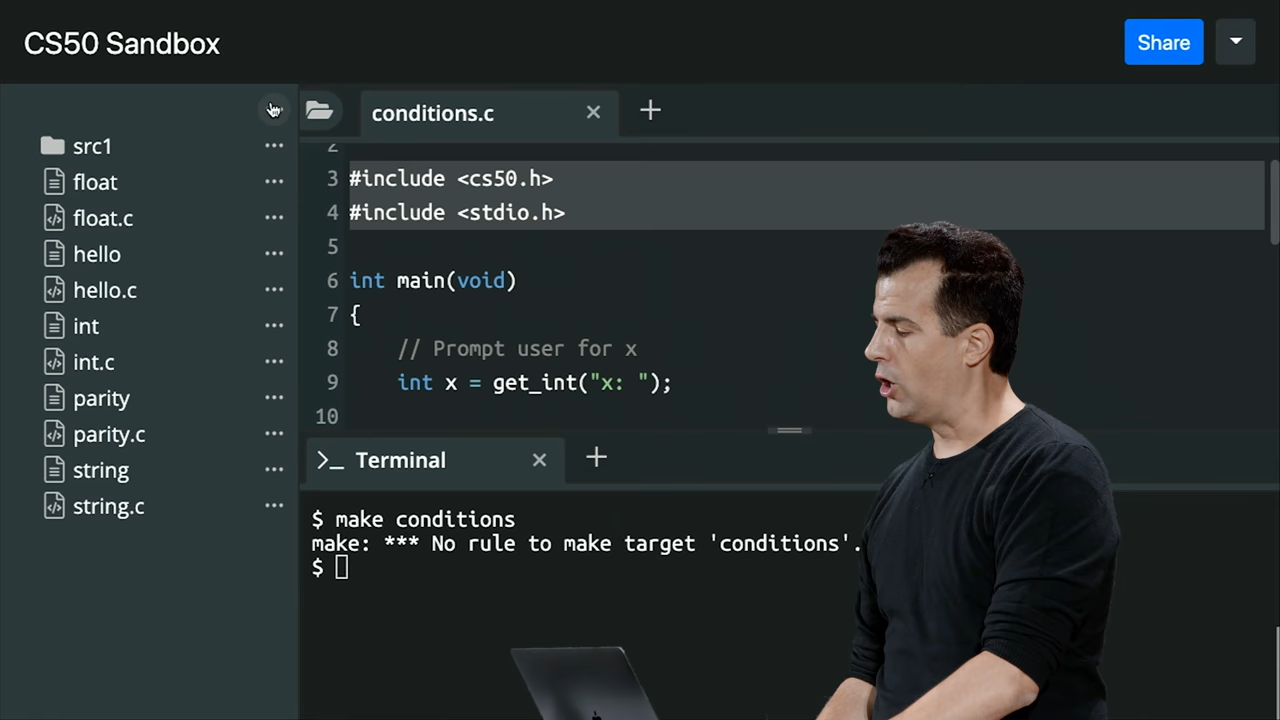 CS50 Sandbox
Share
src1
float
float.c
hello
hello.c
int
int.c
parity
parity.c
string
string.c
conditions.c
3 #include <cs50.h>
4 #include <stdio.h>
5
6 int main(void)
7 {
8 // Prompt user for x
9 int x = get_int("x: ");
10
>_ Terminal
$ make conditions
make: *** No rule to make target 'conditions'.
$